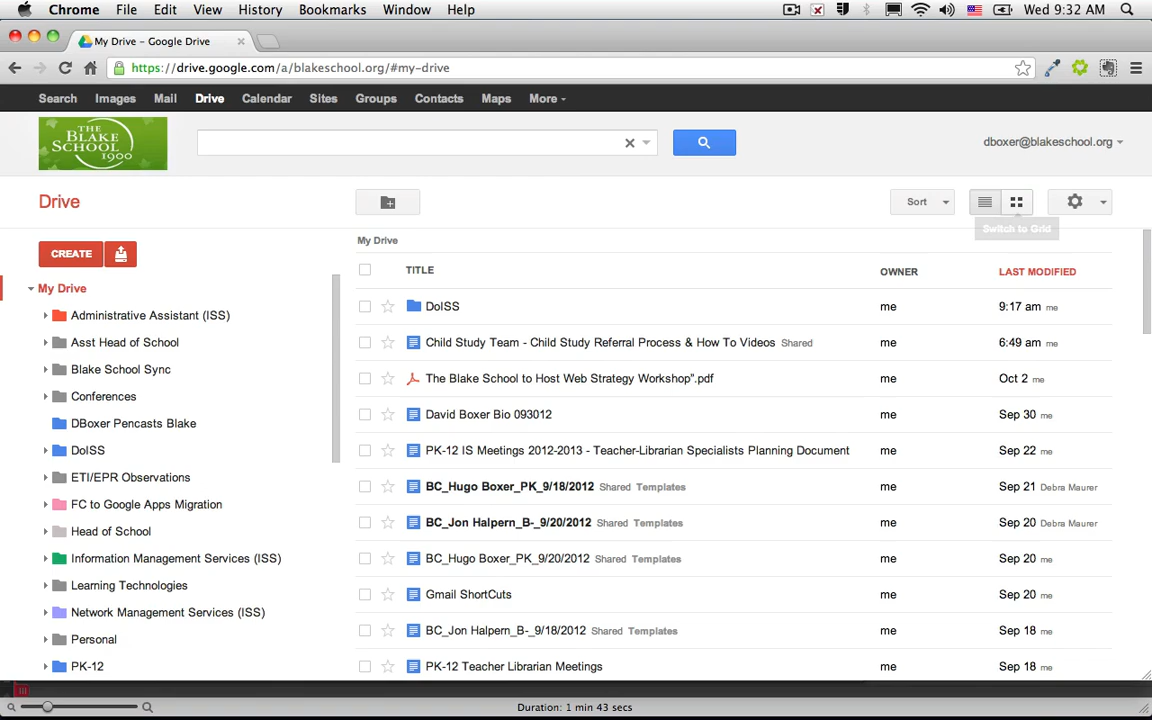 Chrome File Edit View History Bookmarks Window Help Wed 9:32 AM
My Drive – Google Drive
https://drive.google.com/a/blakeschool.org/#my-drive
Search Images Mail Drive Calendar Sites Groups Contacts Maps More
THE
BLAKE
SCHOOL
1900
dboxer@blakeschool.org
Drive
Sort
Switch to Grid
CREATE
My Drive
Administrative Assistant (ISS)
Asst Head of School
Blake School Sync
Conferences
DBoxer Pencasts Blake
DoISS
ETI/EPR Observations
FC to Google Apps Migration
Head of School
Information Management Services (ISS)
Learning Technologies
Network Management Services (ISS)
Personal
PK-12
My Drive
TITLE OWNER LAST MODIFIED
DoISS me 9:17 am me
Child Study Team - Child Study Referral Process & How To Videos Shared me 6:49 am me
The Blake School to Host Web Strategy Workshop".pdf me Oct 2 me
David Boxer Bio 093012 me Sep 30 me
PK-12 IS Meetings 2012-2013 - Teacher-Librarian Specialists Planning Document me Sep 22 me
BC_Hugo Boxer_PK_9/18/2012 Shared Templates me Sep 21 Debra Maurer
BC_Jon Halpern_B-_9/20/2012 Shared Templates me Sep 20 Debra Maurer
BC_Hugo Boxer_PK_9/20/2012 Shared Templates me Sep 20 me
Gmail ShortCuts me Sep 20 me
BC_Jon Halpern_B-_9/18/2012 Shared Templates me Sep 18 me
PK-12 Teacher Librarian Meetings me Sep 18 me
Duration: 1 min 43 secs